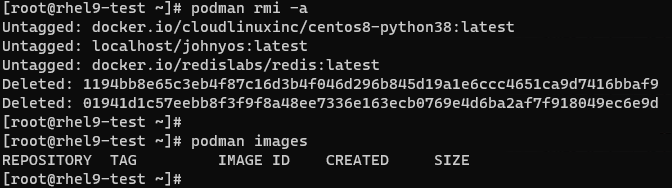 [root@rhel9-test ~]# podman rmi -a
Untagged: docker.io/cloudlinuxinc/centos8-python38:latest
Untagged: localhost/johnyos:latest
Untagged: docker.io/redislabs/redis:latest
Deleted: 1194bb8e65c3eb4f87c16d3b4f046d296b845d19a1e6ccc4651ca9d7416bbaf9
Deleted: 01941d1c57eebb8f3f9f8a48ee7336e163ecb0769e4d6ba2af7f918049ec6e9d
[root@rhel9-test ~]#
[root@rhel9-test ~]# podman images
REPOSITORY  TAG         IMAGE ID    CREATED     SIZE
[root@rhel9-test ~]#